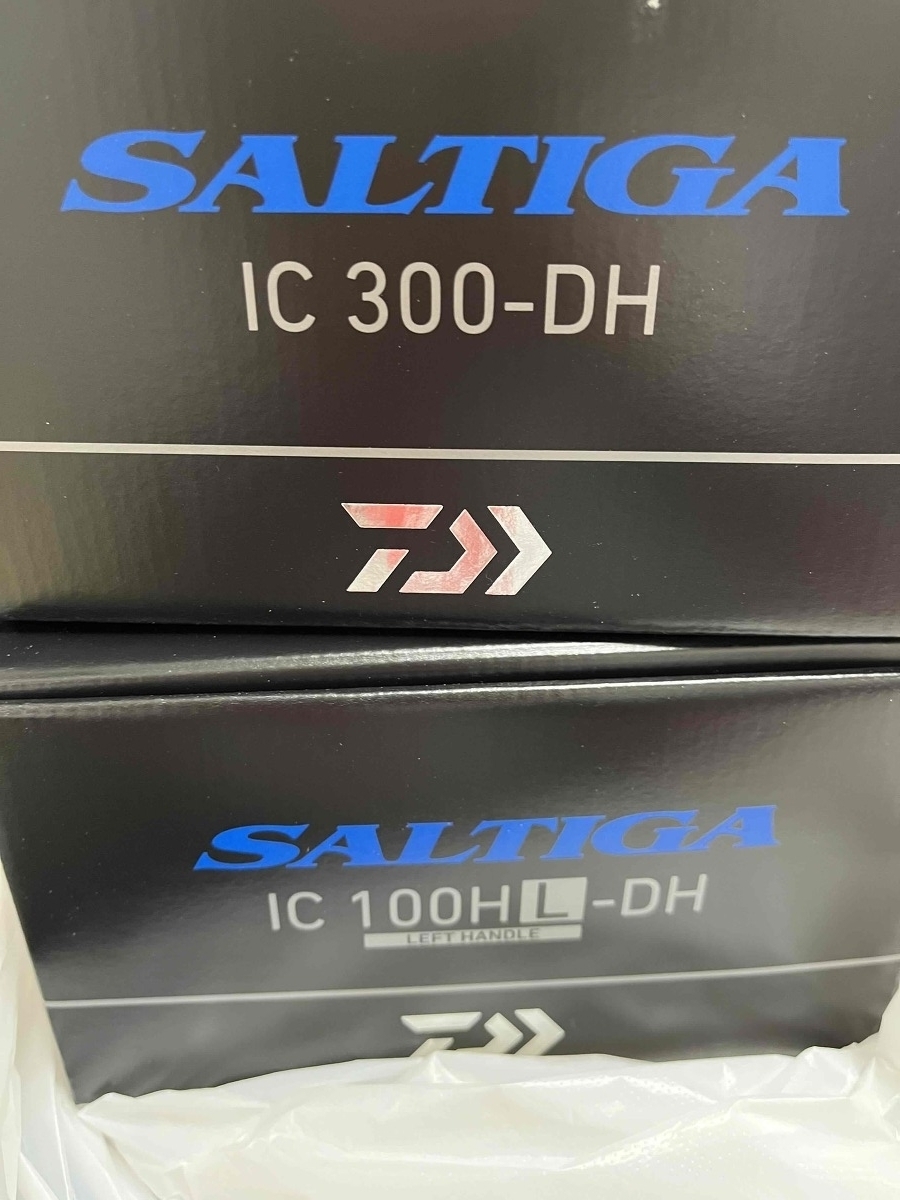 SALTIGA
IC 300-DH
SALTIGA
IC 100HL-DH
LEFT HANDLE